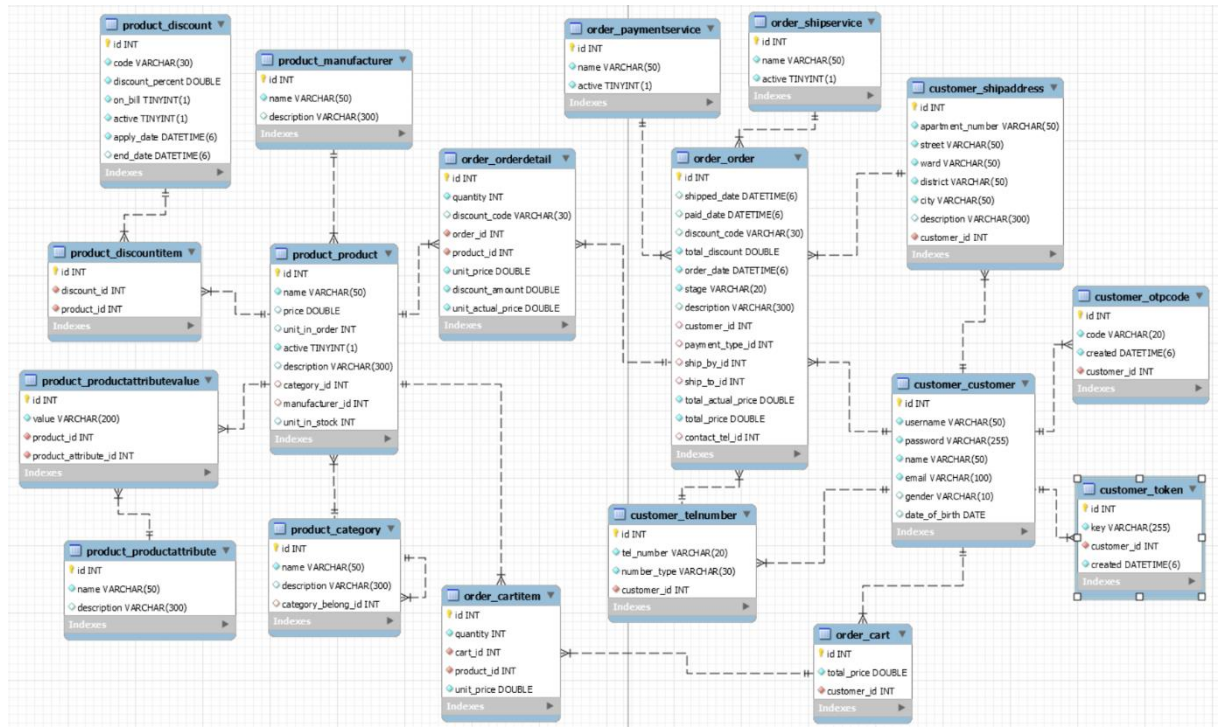 product_discount
id INT
code VARCHAR(30)
discount_percent DOUBLE
on_bill TINYINT(1)
active TINYINT(1)
apply_date DATETIME(6)
end_date DATETIME(6)
Indexes
product_manufacturer
id INT
name VARCHAR(50)
description VARCHAR(300)
Indexes
order_paymentservice
id INT
name VARCHAR(50)
active TINYINT(1)
Indexes
order_shipservice
id INT
name VARCHAR(50)
active TINYINT(1)
Indexes
customer_shipaddress
id INT
apartment_number VARCHAR(50)
street VARCHAR(50)
ward VARCHAR(50)
district VARCHAR(50)
city VARCHAR(50)
description VARCHAR(300)
customer_id INT
Indexes
order_orderdetail
id INT
quantity INT
discount_code VARCHAR(30)
order_id INT
product_id INT
unit_price DOUBLE
discount_amount DOUBLE
unit_actual_price DOUBLE
Indexes
order_order
id INT
shipped_date DATETIME(6)
paid_date DATETIME(6)
discount_code VARCHAR(30)
total_discount DOUBLE
order_date DATETIME(6)
stage VARCHAR(20)
description VARCHAR(300)
customer_id INT
payment_type_id INT
ship_by_id INT
ship_to_id INT
total_actual_price DOUBLE
total_price DOUBLE
contact_tel_id INT
Indexes
product_discountitem
id INT
discount_id INT
product_id INT
Indexes
product_product
id INT
name VARCHAR(50)
price DOUBLE
unit_in_order INT
active TINYINT(1)
description VARCHAR(300)
category_id INT
manufacturer_id INT
unit_in_stock INT
Indexes
customer_otpcode
id INT
code VARCHAR(20)
created DATETIME(6)
customer_id INT
Indexes
product_productattributevalue
id INT
value VARCHAR(200)
product_id INT
product_attribute_id INT
Indexes
customer_customer
id INT
username VARCHAR(50)
password VARCHAR(255)
name VARCHAR(50)
email VARCHAR(100)
gender VARCHAR(10)
date_of_birth DATE
Indexes
customer_token
id INT
key VARCHAR(255)
customer_id INT
created DATETIME(6)
Indexes
customer_telnumber
id INT
tel_number VARCHAR(20)
number_type VARCHAR(30)
customer_id INT
Indexes
product_category
id INT
name VARCHAR(50)
description VARCHAR(300)
category_belong_id INT
Indexes
product_productattribute
id INT
name VARCHAR(50)
description VARCHAR(300)
Indexes
order_cartitem
id INT
quantity INT
cart_id INT
product_id INT
unit_price DOUBLE
Indexes
order_cart
id INT
total_price DOUBLE
customer_id INT
Indexes